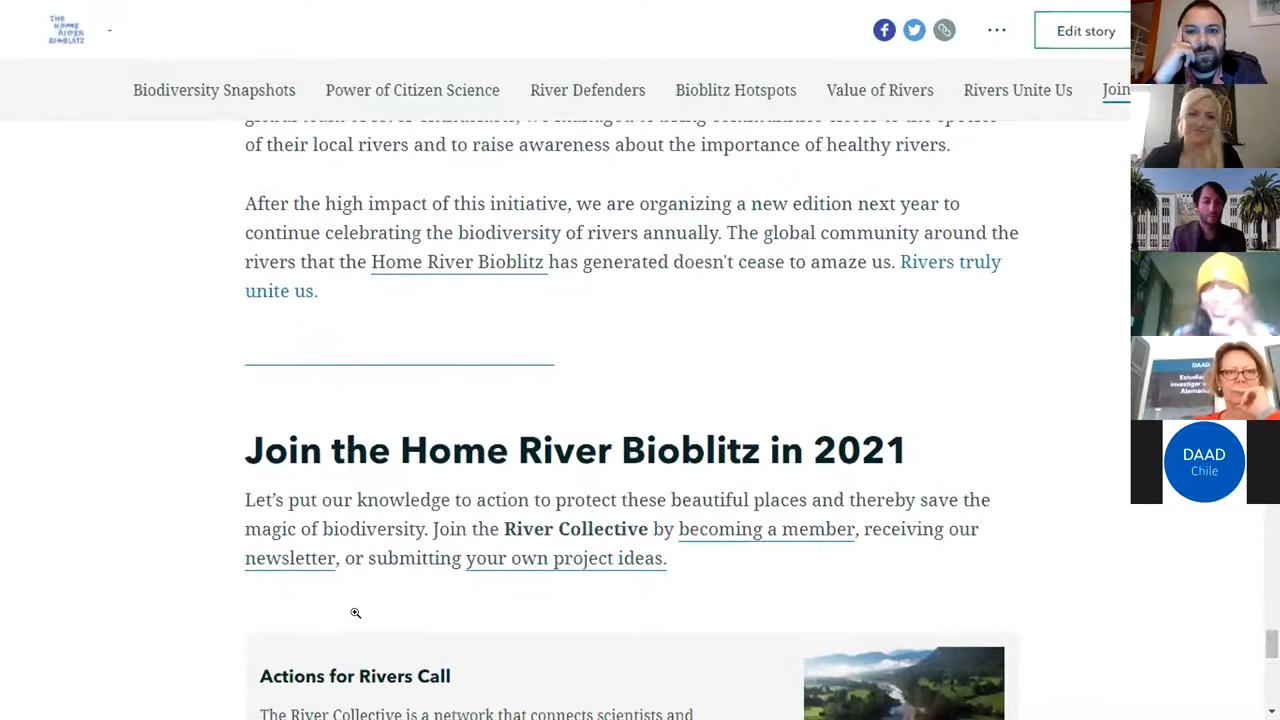 THE
HOME
RIVER
BIOBLITZ
Edit story
Biodiversity Snapshots
Power of Citizen Science
River Defenders
Bioblitz Hotspots
Value of Rivers
Rivers Unite Us
Join
of their local rivers and to raise awareness about the importance of healthy rivers.
After the high impact of this initiative, we are organizing a new edition next year to
continue celebrating the biodiversity of rivers annually. The global community around the
rivers that the Home River Bioblitz has generated doesn't cease to amaze us. Rivers truly
unite us.
Join the Home River Bioblitz in 2021
Let's put our knowledge to action to protect these beautiful places and thereby save the
magic of biodiversity. Join the River Collective by becoming a member, receiving our
newsletter, or submitting your own project ideas.
Actions for Rivers Call
The River Collective is a network that connects scientists and
DAAD
DAAD
Chile